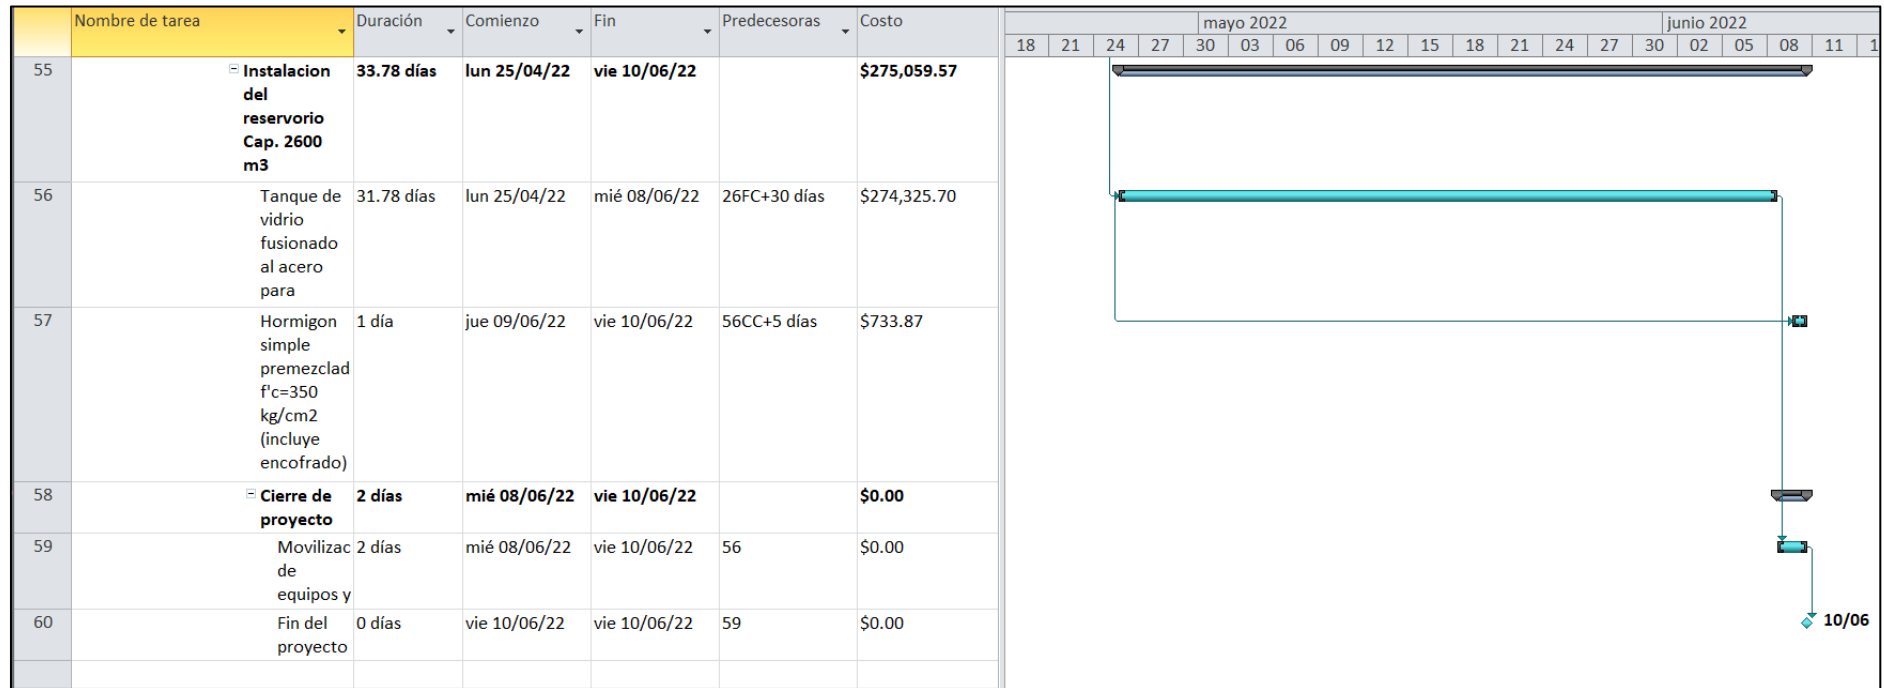 Nombre de tarea Duración Comienzo Fin Predecesoras Costo
mayo 2022 junio 2022
18 21 24 27 30 03 06 09 12 15 18 21 24 27 30 02 05 08 11 1
55 Instalacion 33.78 días lun 25/04/22 vie 10/06/22 $275,059.57
del
reservorio
Cap. 2600
m3
56 Tanque de 31.78 días lun 25/04/22 mié 08/06/22 26FC+30 días $274,325.70
vidrio
fusionado
al acero
para
57 Hormigon 1 día jue 09/06/22 vie 10/06/22 56CC+5 días $733.87
simple
premezclad
f'c=350
kg/cm2
(incluye
encofrado)
58 Cierre de 2 días mié 08/06/22 vie 10/06/22 $0.00
proyecto
59 Movilizac 2 días mié 08/06/22 vie 10/06/22 56 $0.00
de
equipos y
60 Fin del 0 días vie 10/06/22 vie 10/06/22 59 $0.00 10/06
proyecto